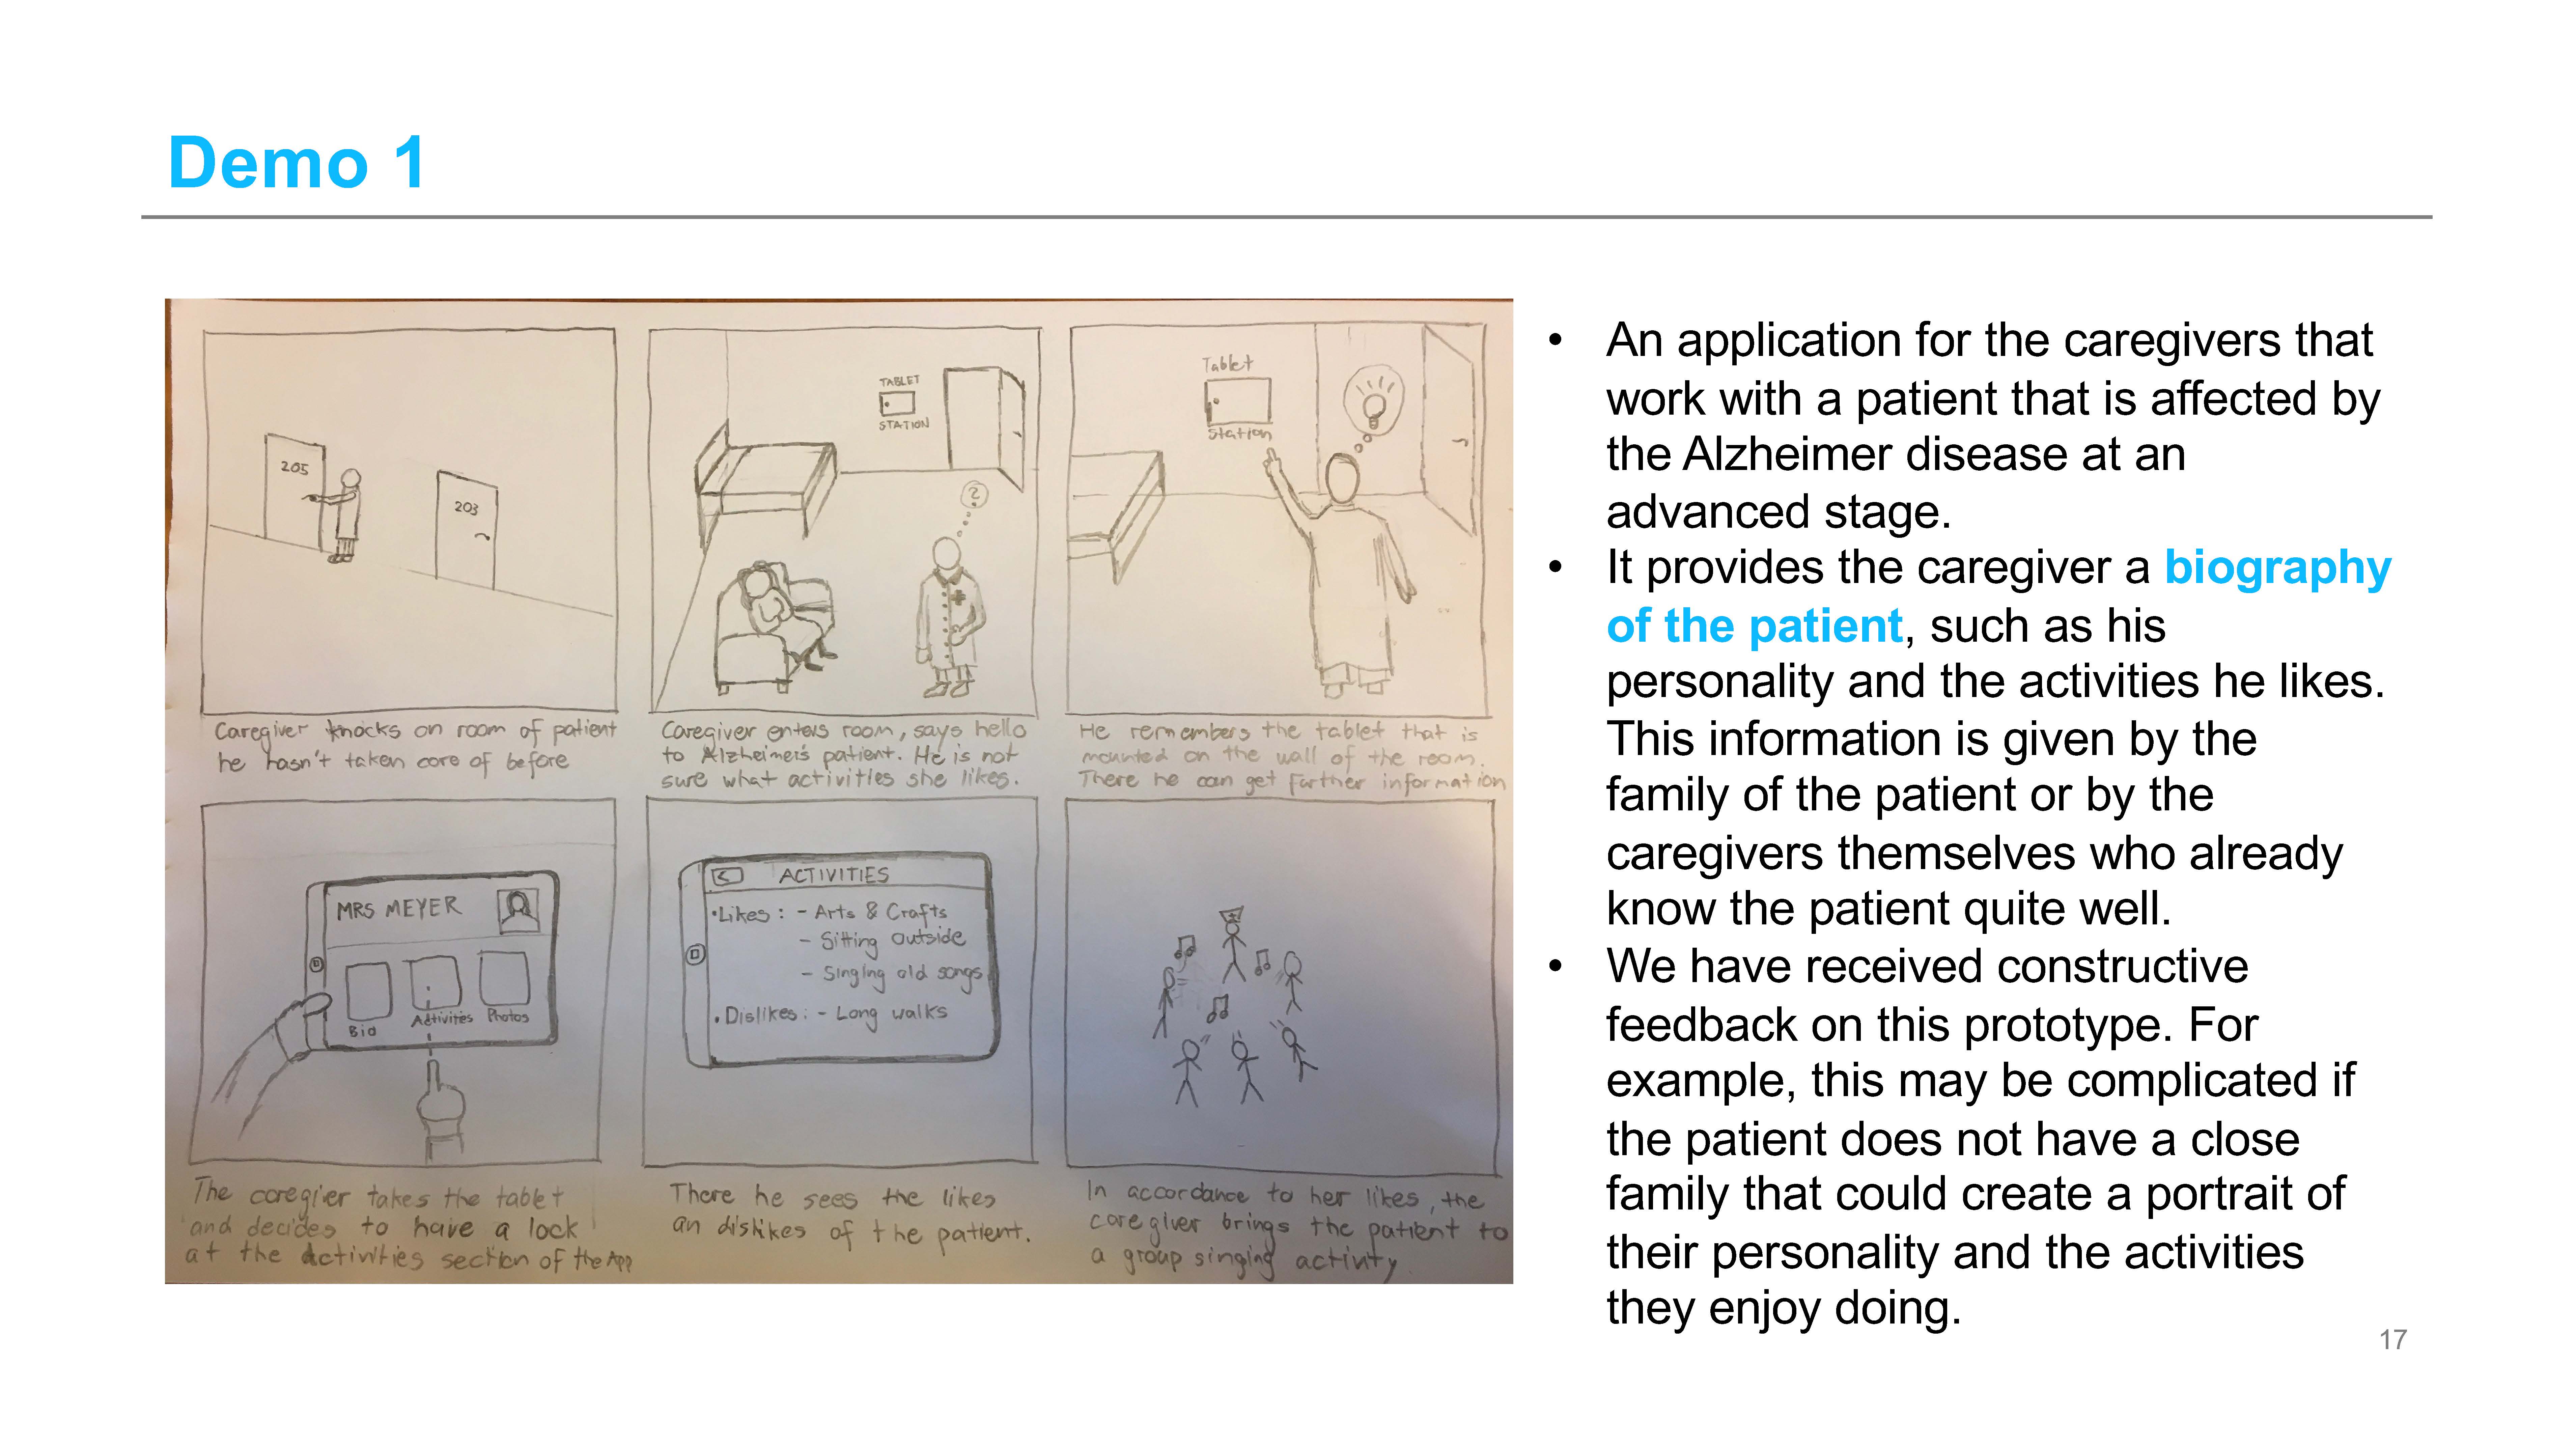 Demo 1
205
203
Caregiver knocks on room of patient
he hasn't taken care of before
TABLET
STATION
?
Caregiver enters room, says hello
to Alzheimer's patient. He is not
sure what activities she likes.
Tablet
Station
He remembers the tablet that is
mounted on the wall of the room.
There he can get further information
MRS MEYER
Bio
Activites
Photos
The caregier takes the tablet
and decides to have a lock
at the activities section of the App
ACTIVITIES
•Likes : - Arts & Crafts
- Sitting outside
- Singing old songs
•Dislikes: - Long walks
There he sees the likes
an dislikes of the patient.
In accordance to her likes, the
caregiver brings the patient to
a group singing activity.
• An application for the caregivers that
work with a patient that is affected by
the Alzheimer disease at an
advanced stage.
• It provides the caregiver a biography
of the patient, such as his
personality and the activities he likes.
This information is given by the
family of the patient or by the
caregivers themselves who already
know the patient quite well.
• We have received constructive
feedback on this prototype. For
example, this may be complicated if
the patient does not have a close
family that could create a portrait of
their personality and the activities
they enjoy doing.
17